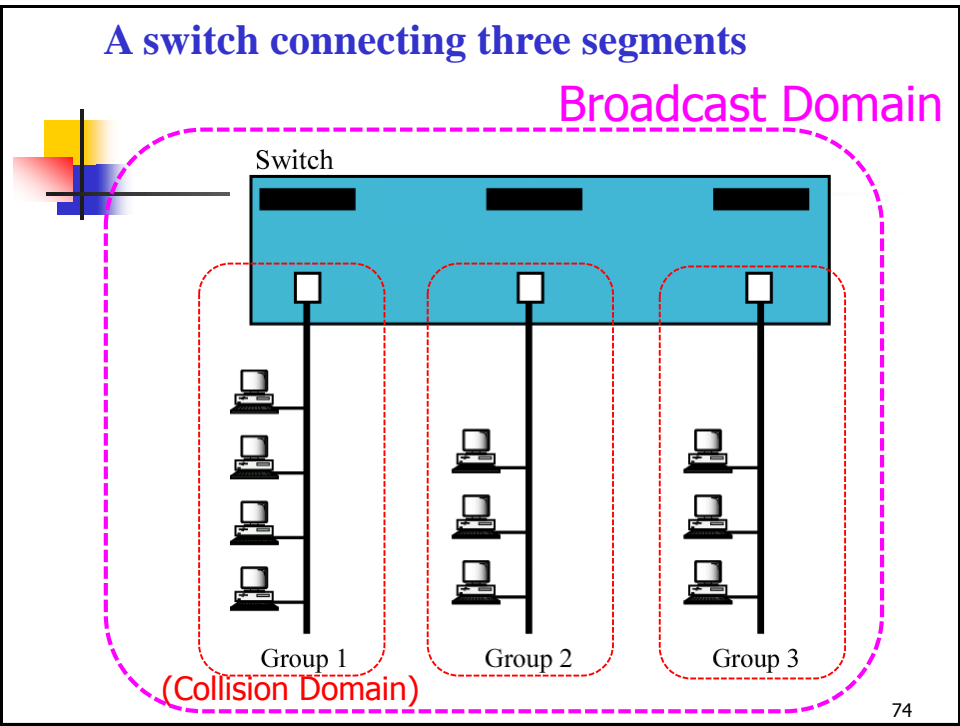 A switch connecting three segments
Broadcast Domain
Switch
Group 1
Group 2
Group 3
(Collision Domain)
74